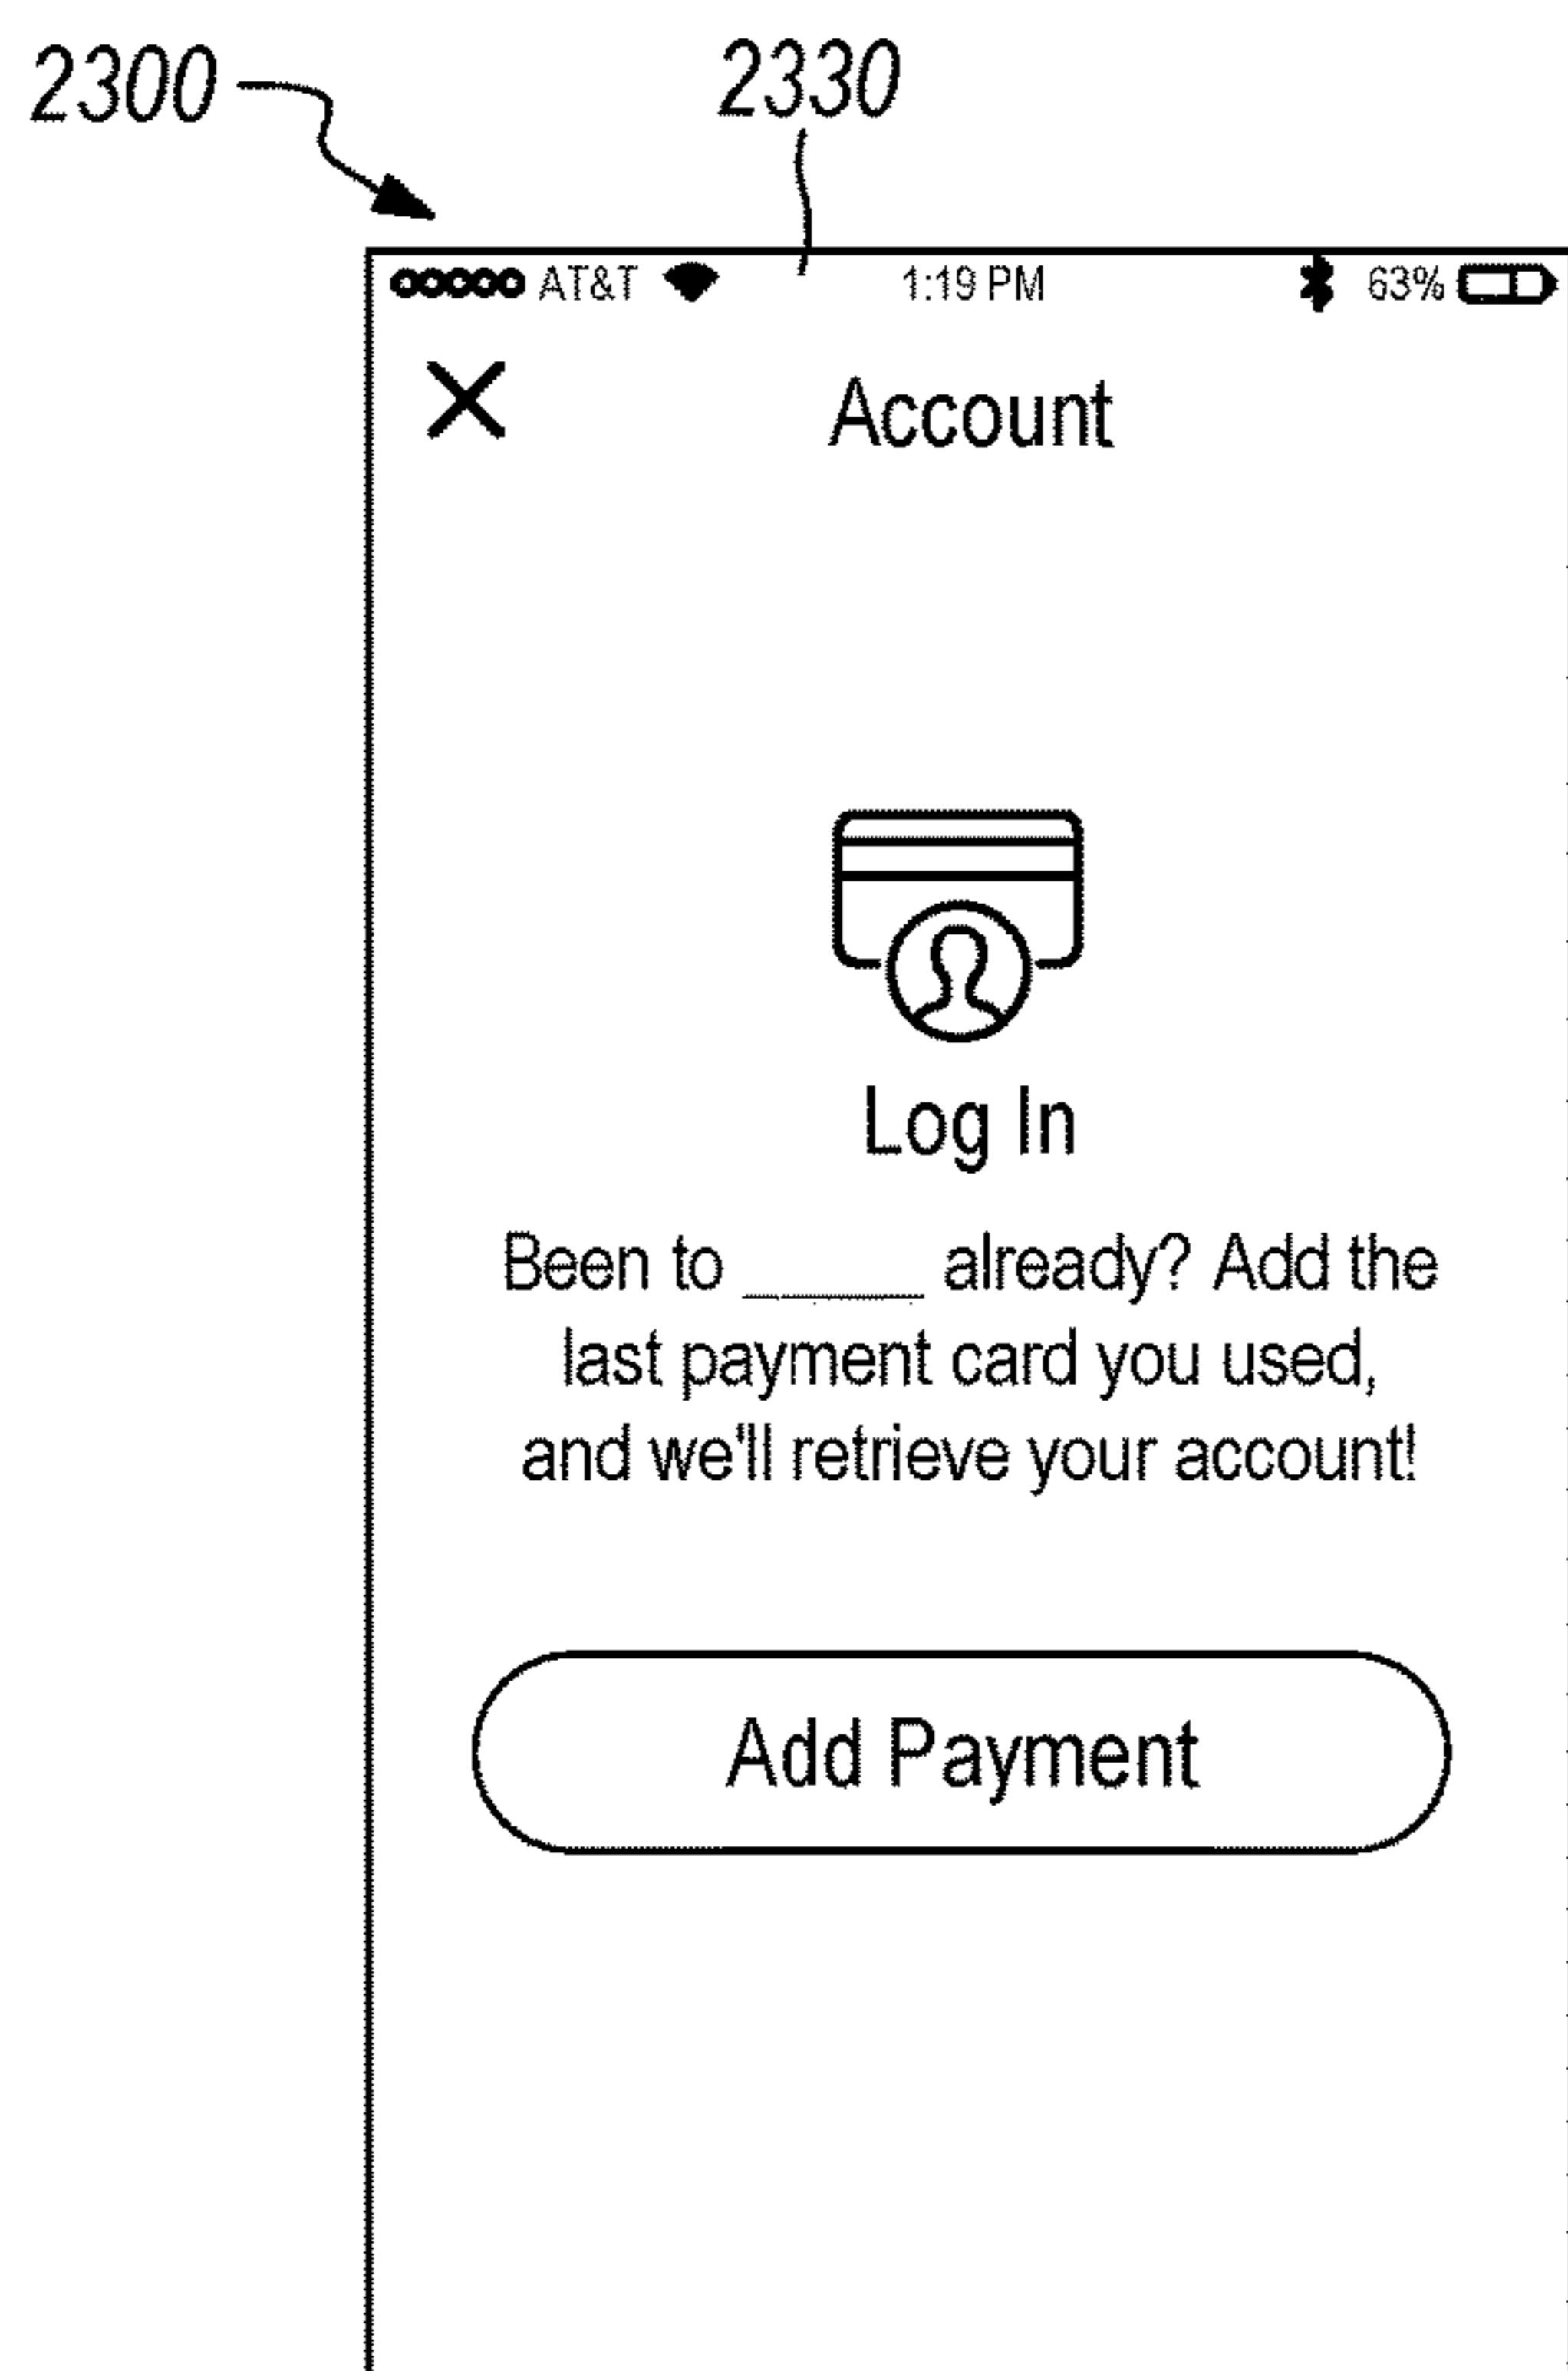 2300 2330
AT&T 1:19 PM 63%
Account
Log In
Been to _____ already? Add the
last payment card you used,
and we'll retrieve your account!
Add Payment